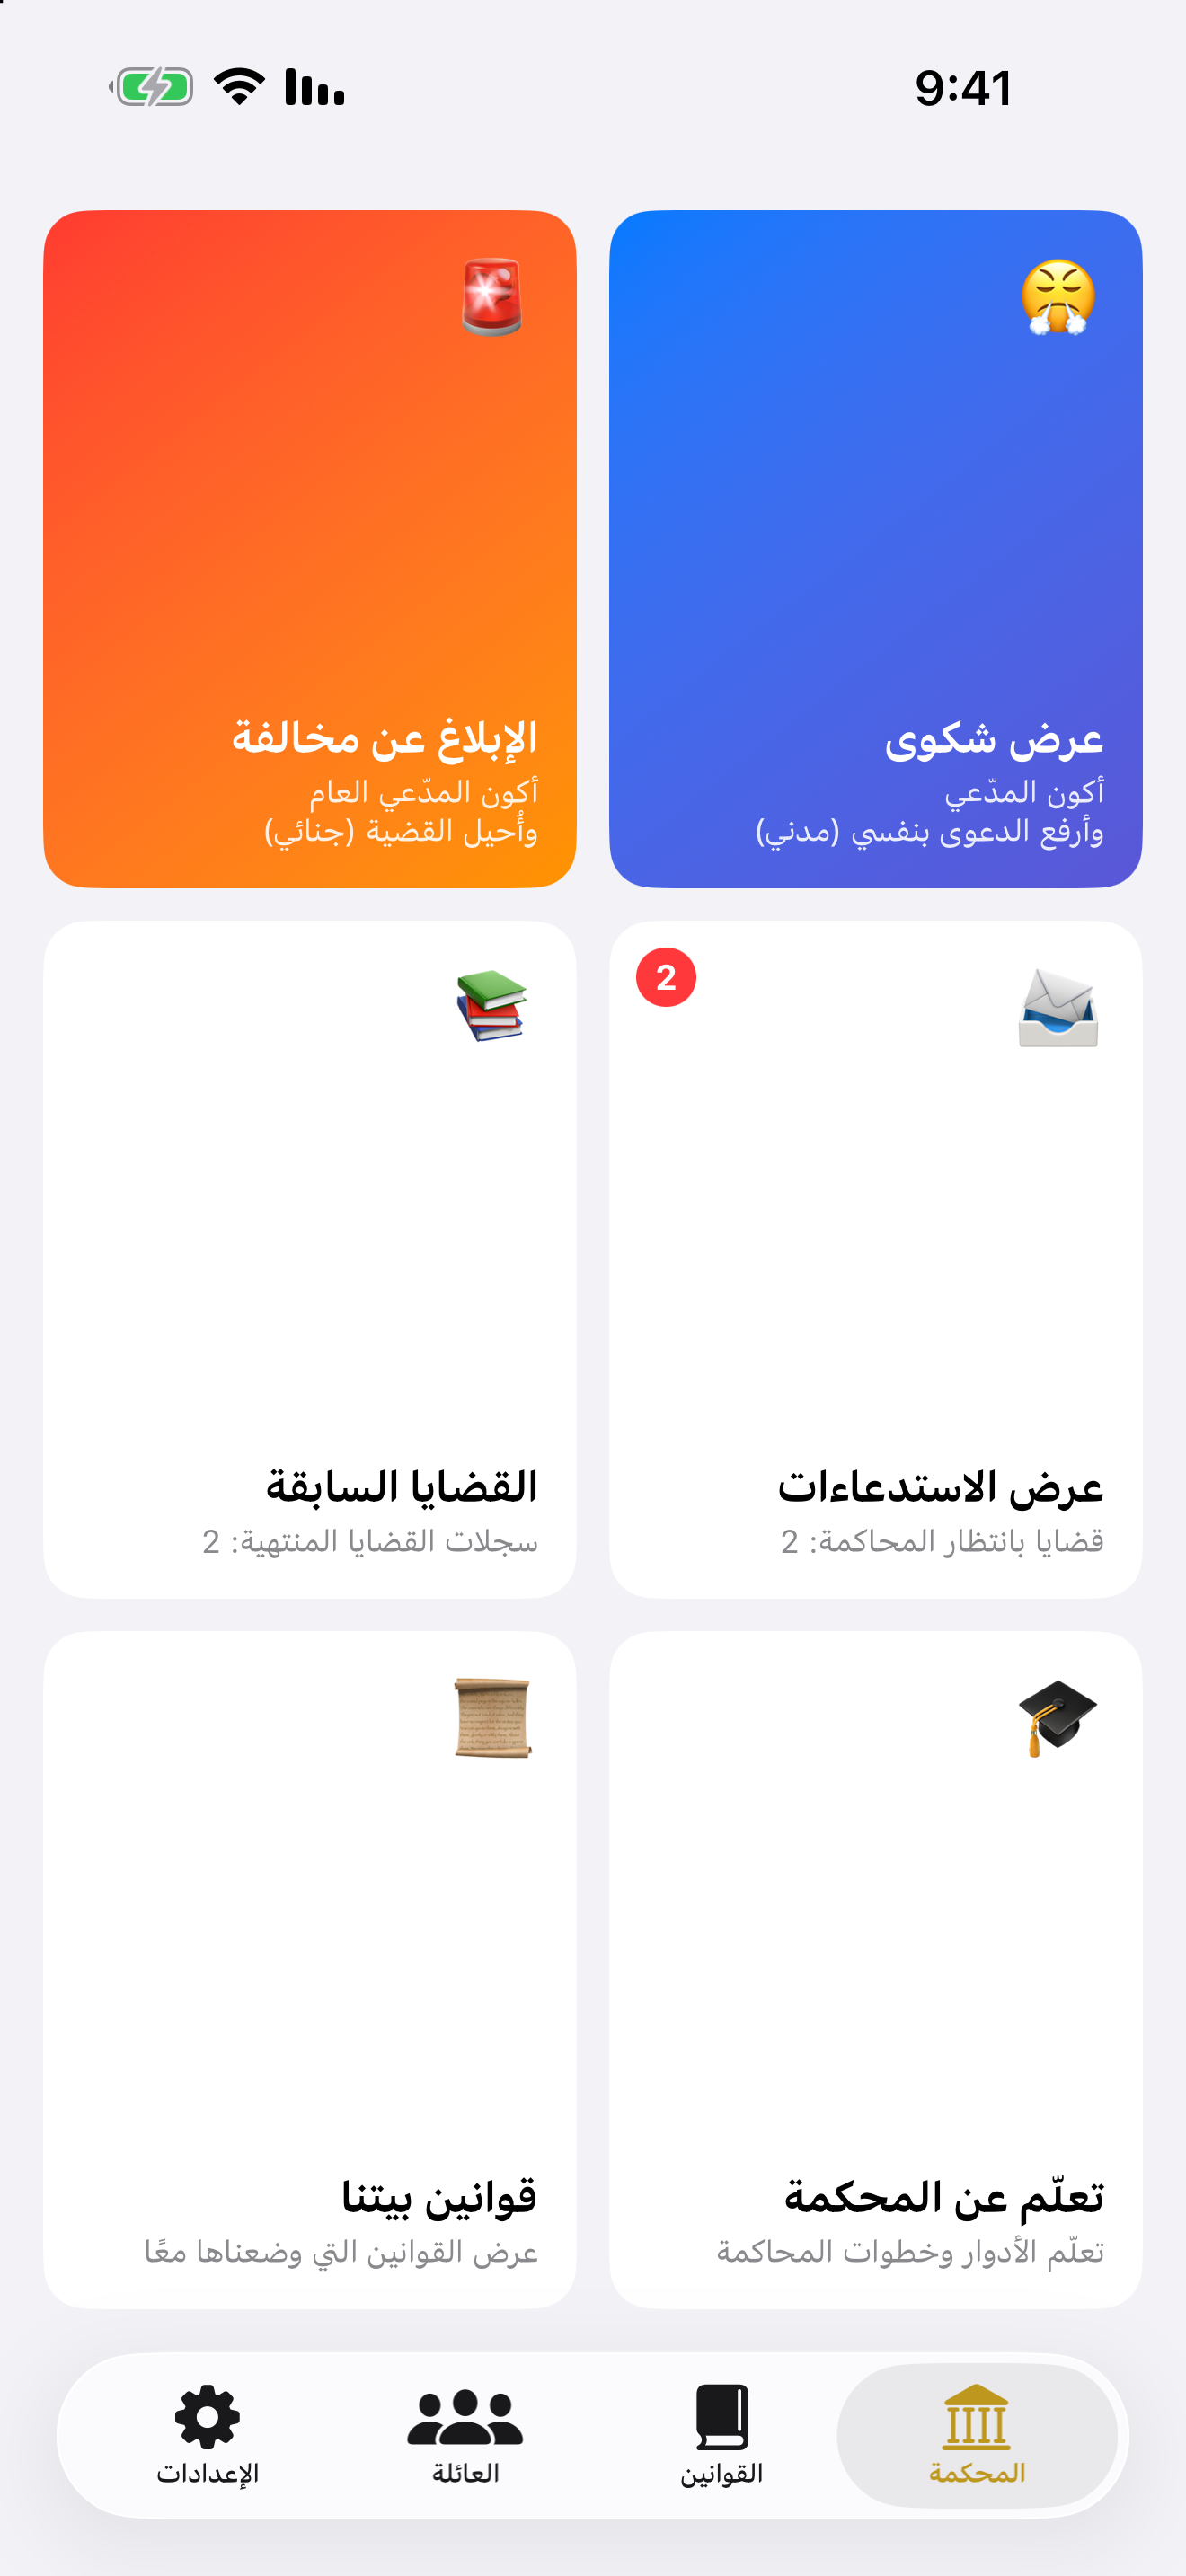 9:41
عرض شكوى
أكون المدّعي
وأرفع الدعوى بنفسي (مدني)
الإبلاغ عن مخالفة
أكون المدّعي العام
وأُحيل القضية (جنائي)
2
عرض الاستدعاءات
قضايا بانتظار المحاكمة: 2
القضايا السابقة
سجلات القضايا المنتهية: 2
تعلّم عن المحكمة
تعلّم الأدوار وخطوات المحاكمة
قوانين بيتنا
عرض القوانين التي وضعناها معًا
المحكمة
القوانين
العائلة
الإعدادات